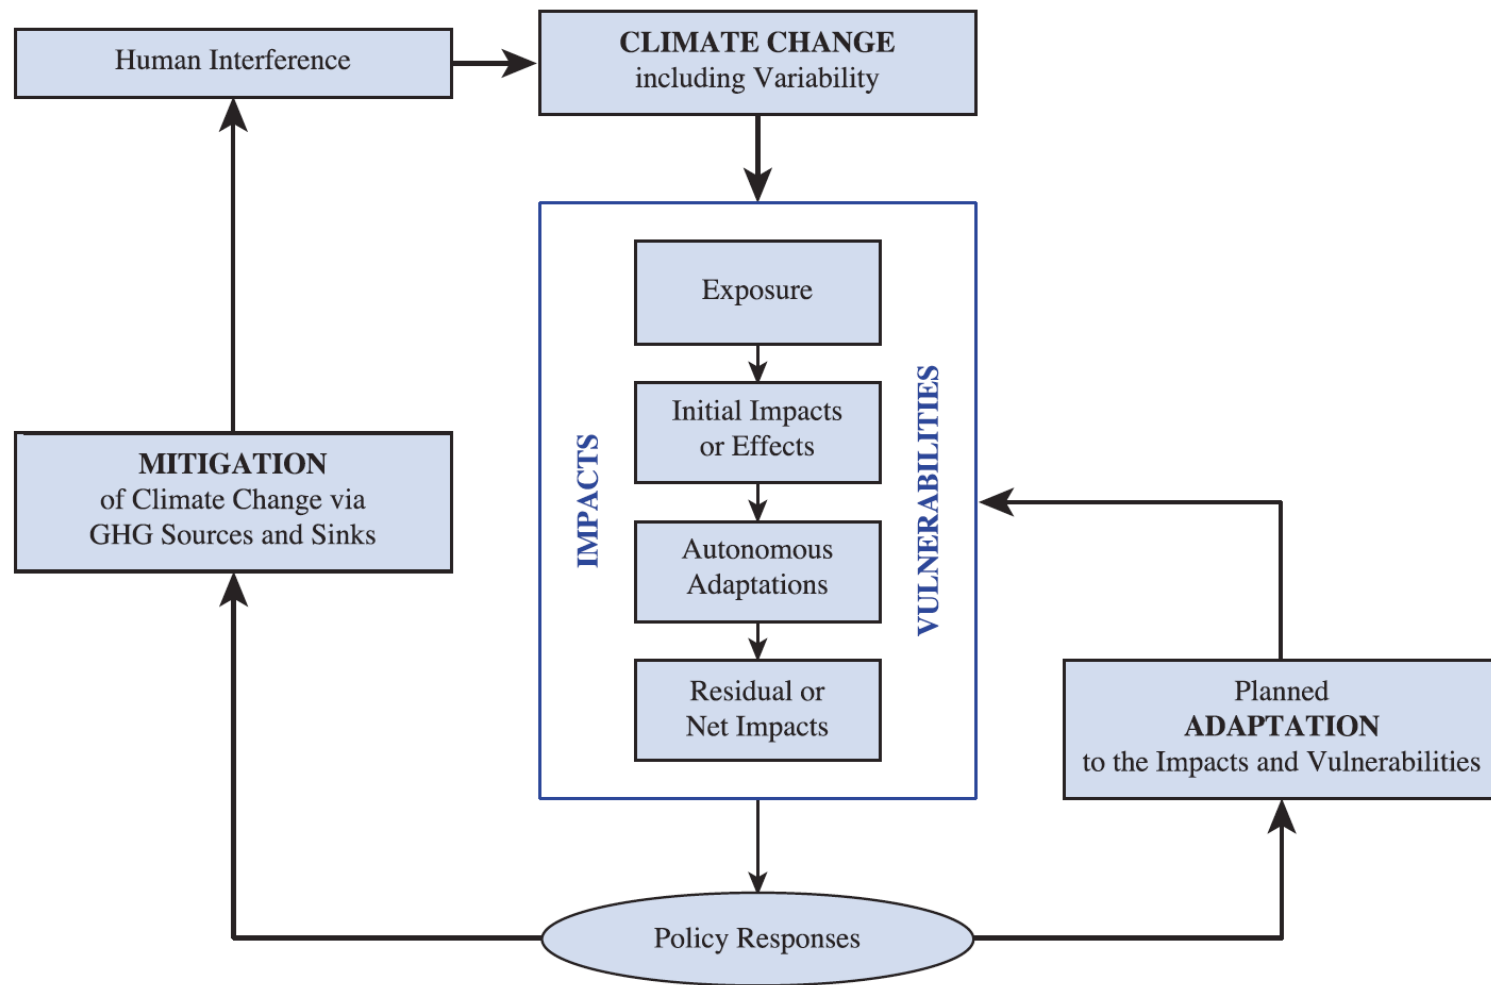 Human Interference
CLIMATE CHANGE
including Variability
Exposure
Initial Impacts
or Effects
IMPACTS
VULNERABILITIES
MITIGATION
of Climate Change via
GHG Sources and Sinks
Autonomous
Adaptations
Residual or
Net Impacts
Planned
ADAPTATION
to the Impacts and Vulnerabilities
Policy Responses